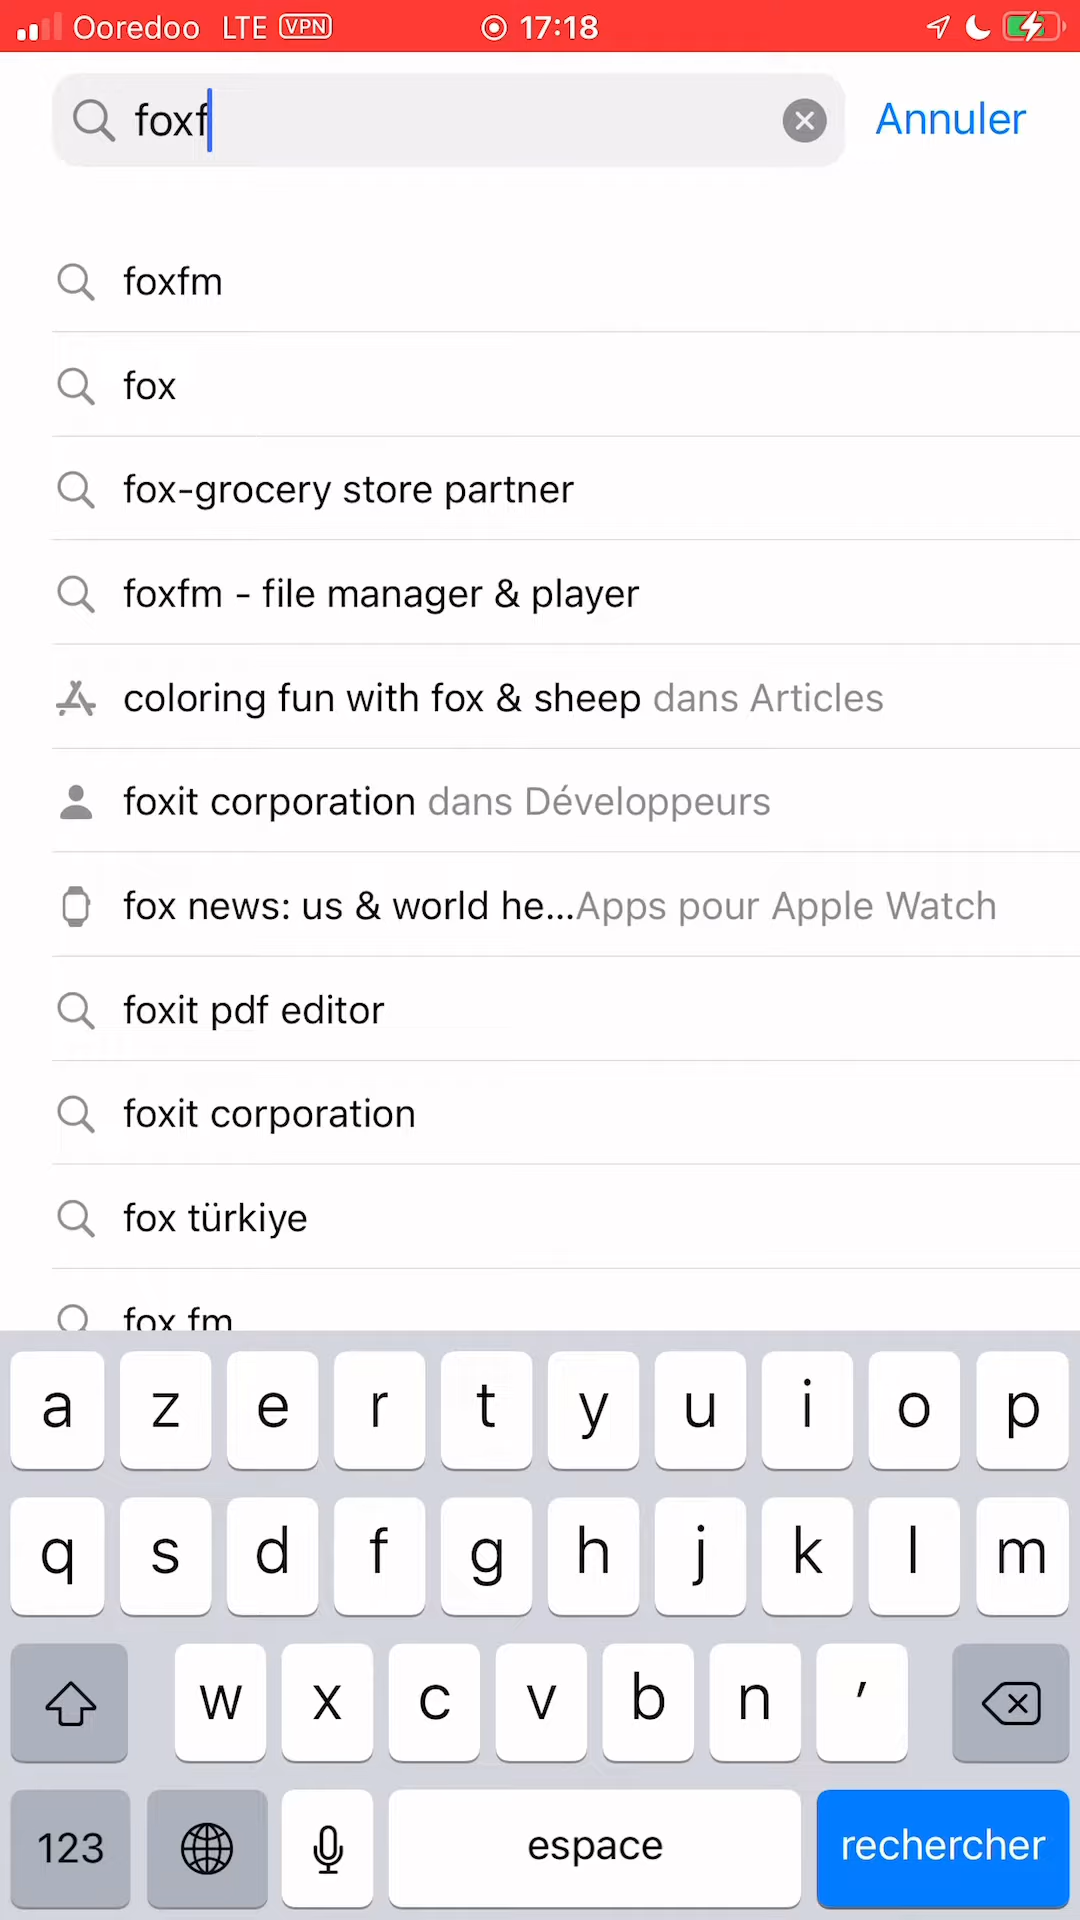 Ooredoo LTE VPN 17:18
foxf Annuler
foxfm
fox
fox-grocery store partner
foxfm - file manager & player
coloring fun with fox & sheep dans Articles
foxit corporation dans Développeurs
fox news: us & world he...Apps pour Apple Watch
foxit pdf editor
foxit corporation
fox türkiye
fox fm
a z e r t y u i o p
q s d f g h j k l m
w x c v b n ′
123 espace rechercher